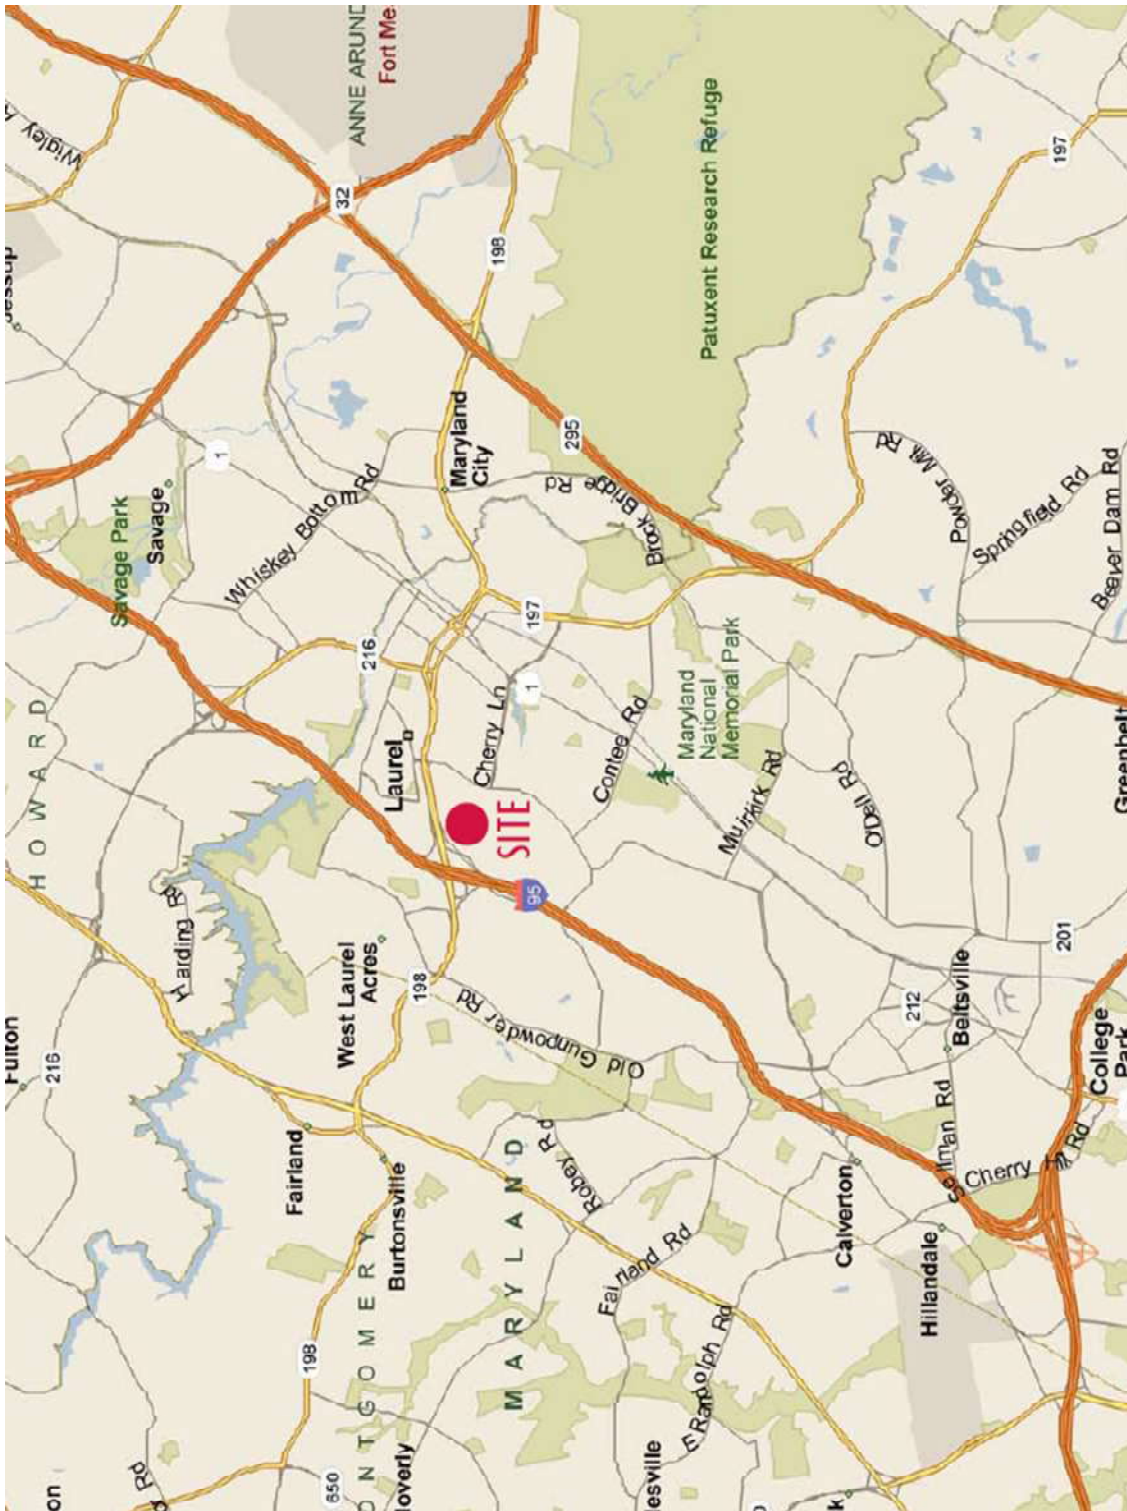 Fulton
216
HOWARD
Jessup
Wigley
Harding Rd
Savage Park
Savage
1
Fairland
198
650
West Laurel
Acres
Whiskey Bottom Rd
32
ANNE ARUND
Fort Me
216
Burtonsville
ONTGOMERY
loverly
Laurel
198
Maryland
City
198
Old Gunpowder Rd
Cherry Ln
SITE
MARYLAND
95
1
197
Robey Rd
Brock Bridge Rd
295
Fairland Rd
Contee Rd
esville
E Randolph Rd
Maryland
National
Memorial Park
Patuxent Research Refuge
Muirkirk Rd
Calverton
O'Dell Rd
Powder Mill Rd
212
Hillandale
Sellman Rd
Beltsville
Springfield Rd
Cherry Hill Rd
201
197
College
Park
Beaver Dam Rd
Greenbelt